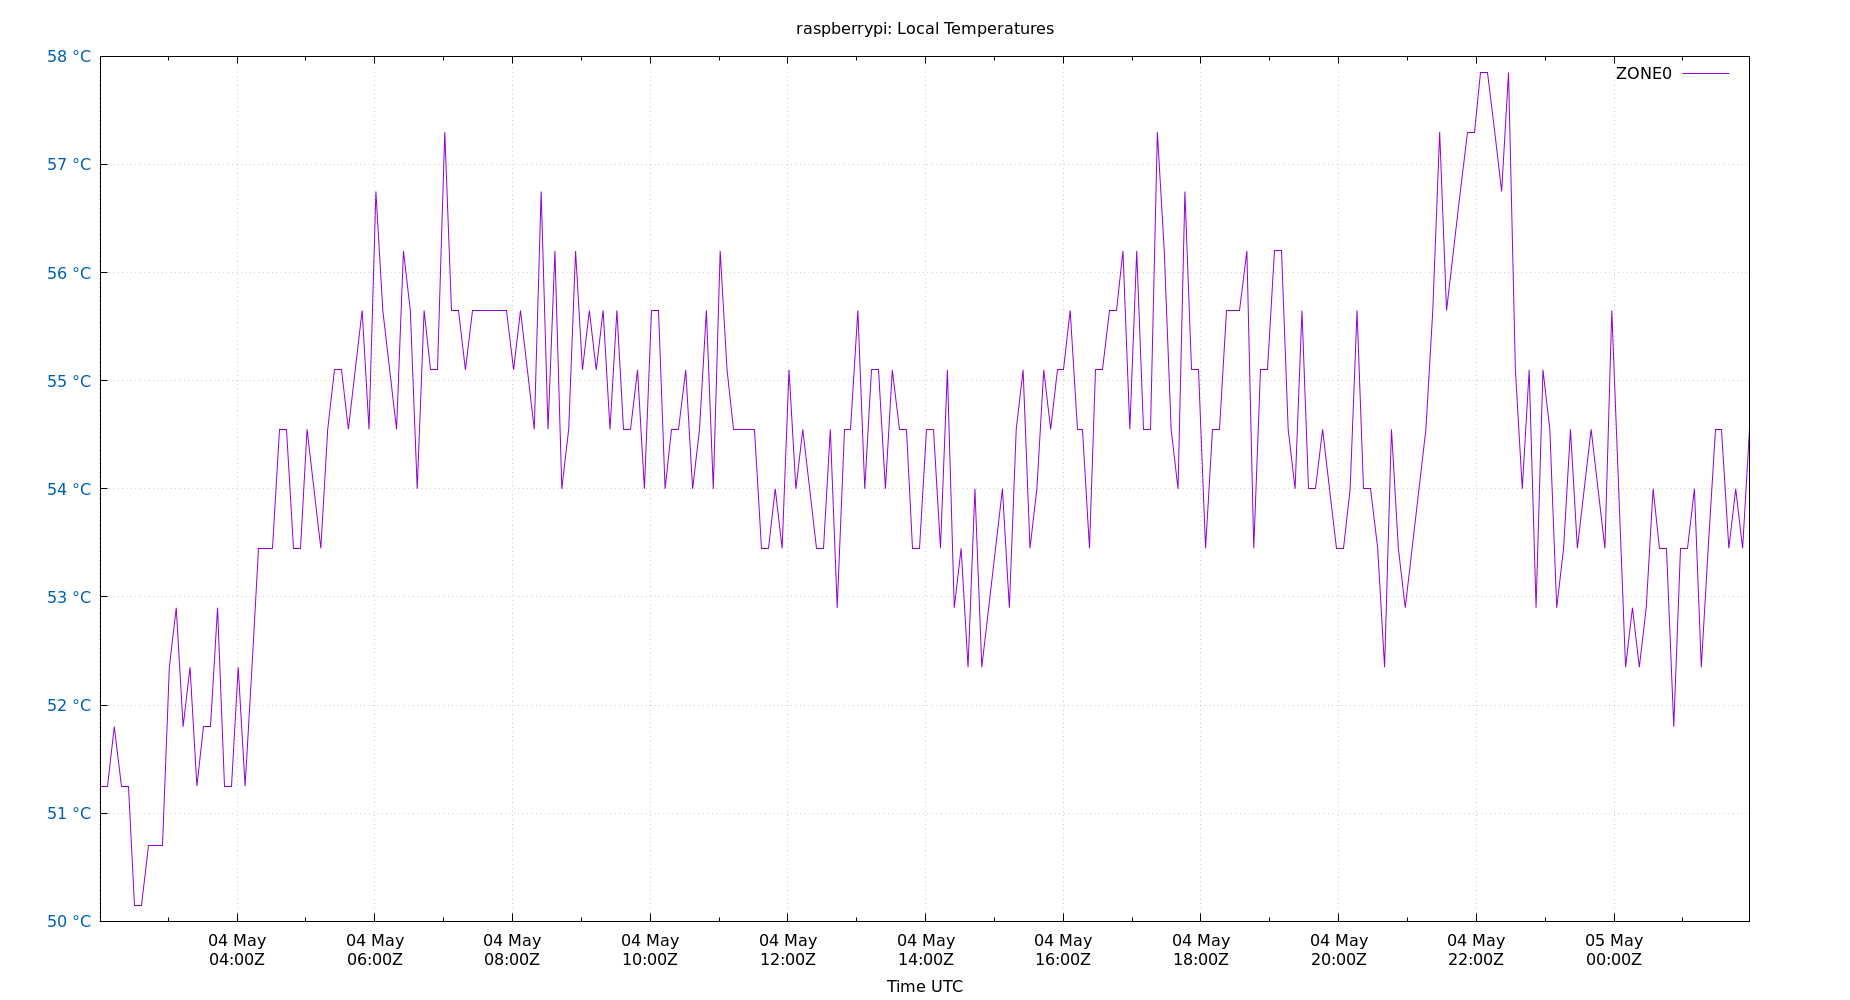 raspberrypi: Local Temperatures
58 °C
57 °C
56 °C
55 °C
54 °C
53 °C
52 °C
51 °C
50 °C
ZONE0
04 May
04:00Z
04 May
06:00Z
04 May
08:00Z
04 May
10:00Z
04 May
12:00Z
04 May
14:00Z
04 May
16:00Z
04 May
18:00Z
04 May
20:00Z
04 May
22:00Z
05 May
00:00Z
Time UTC